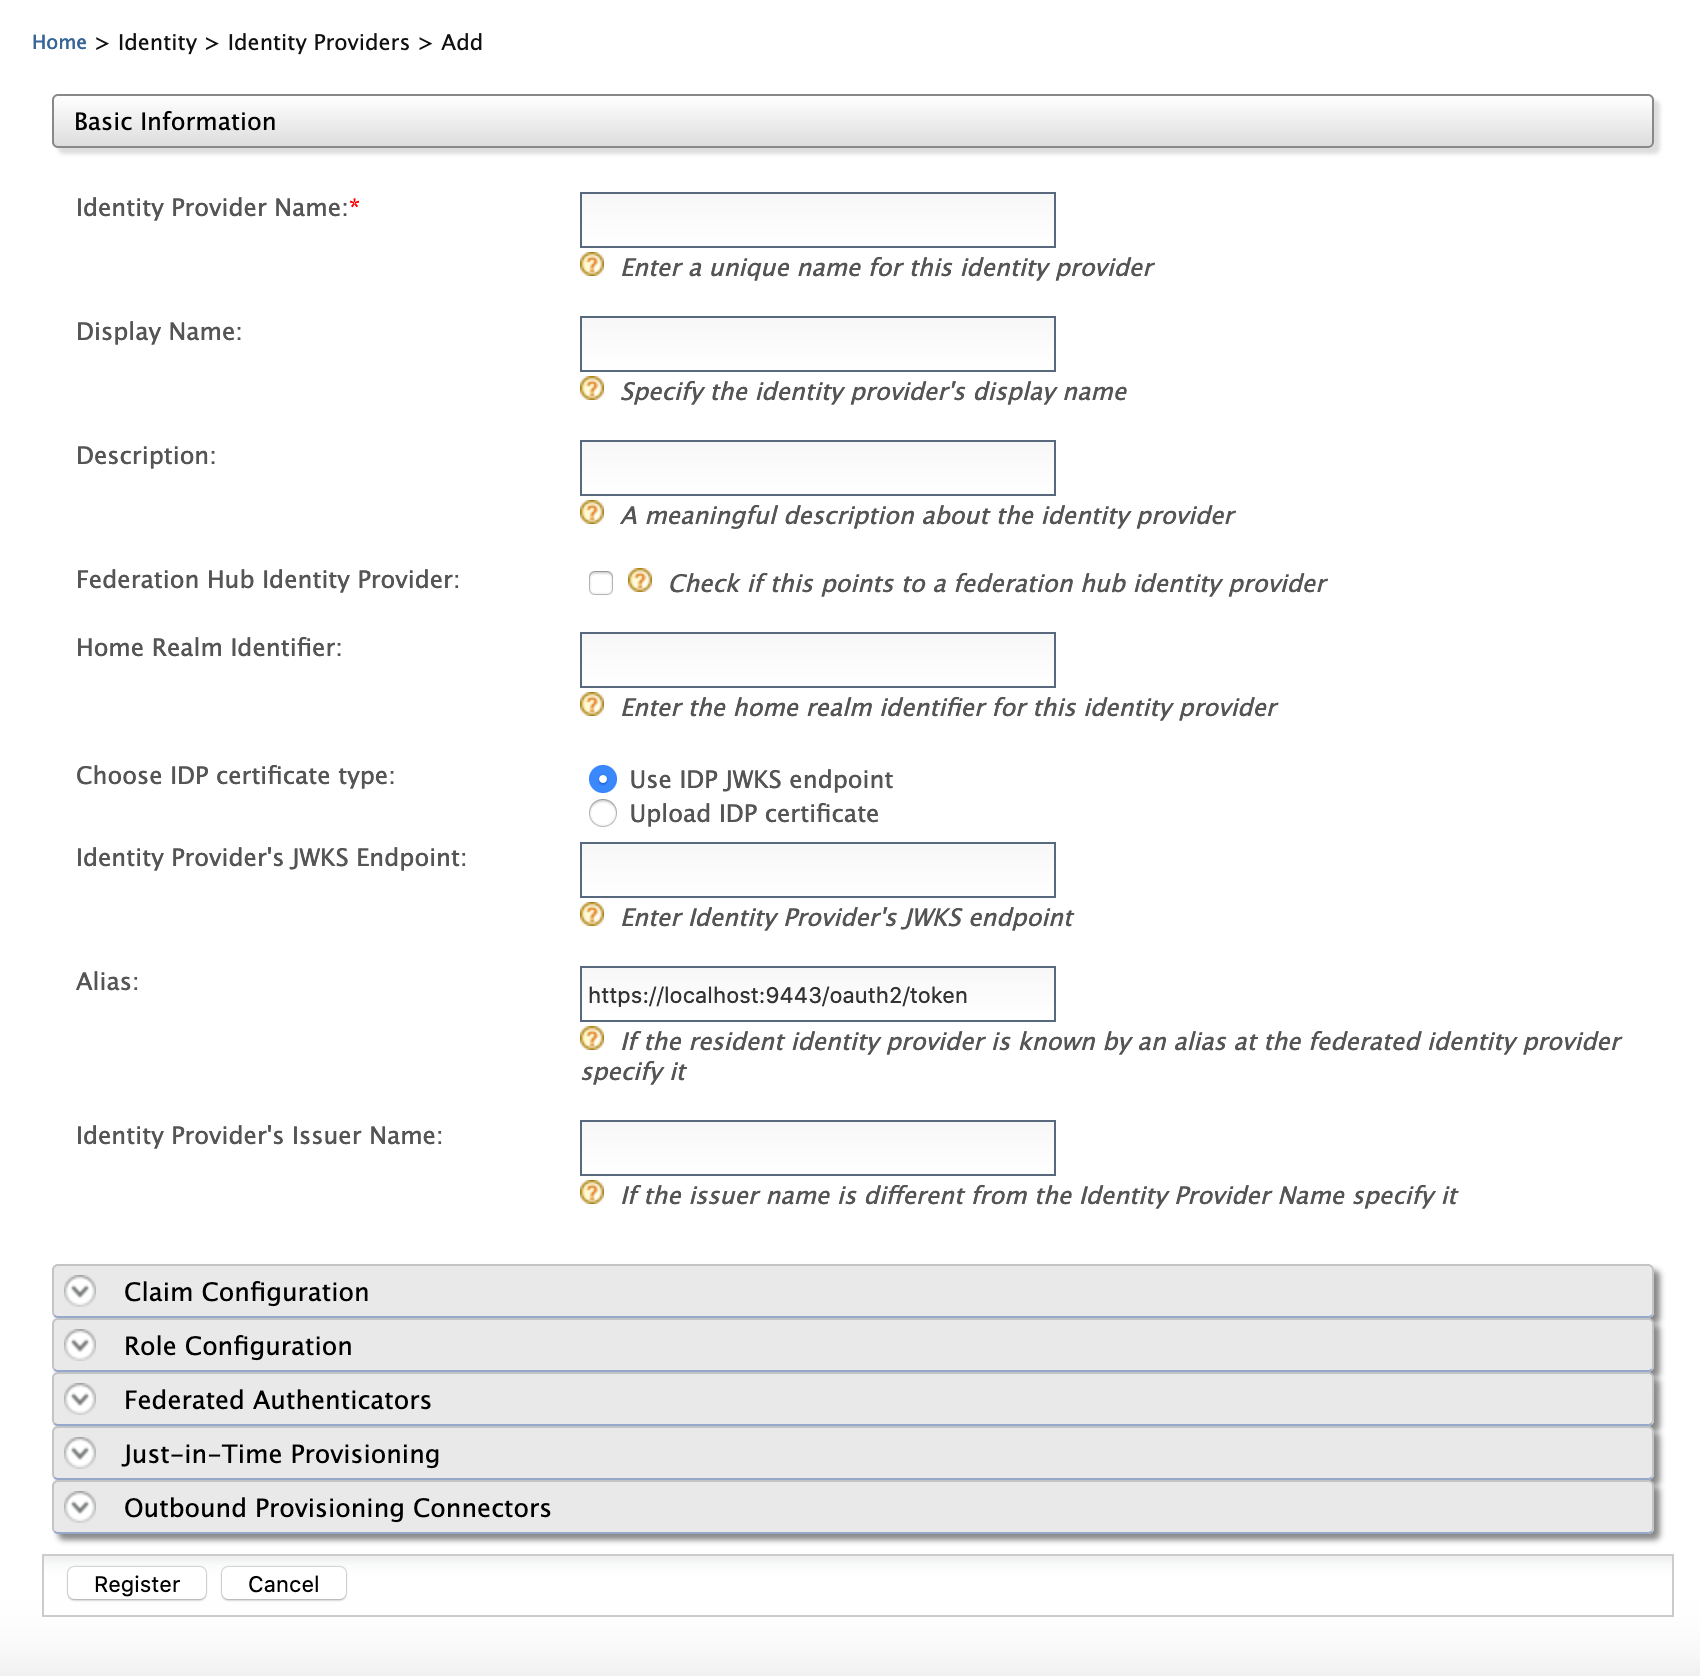 Home > Identity > Identity Providers > Add
Basic Information
Identity Provider Name:*
? Enter a unique name for this identity provider
Display Name:
? Specify the identity provider's display name
Description:
? A meaningful description about the identity provider
Federation Hub Identity Provider:
? Check if this points to a federation hub identity provider
Home Realm Identifier:
? Enter the home realm identifier for this identity provider
Choose IDP certificate type:
Use IDP JWKS endpoint
Upload IDP certificate
Identity Provider's JWKS Endpoint:
? Enter Identity Provider's JWKS endpoint
Alias:
https://localhost:9443/oauth2/token
? If the resident identity provider is known by an alias at the federated identity provider
specify it
Identity Provider's Issuer Name:
? If the issuer name is different from the Identity Provider Name specify it
Claim Configuration
Role Configuration
Federated Authenticators
Just-in-Time Provisioning
Outbound Provisioning Connectors
Register Cancel